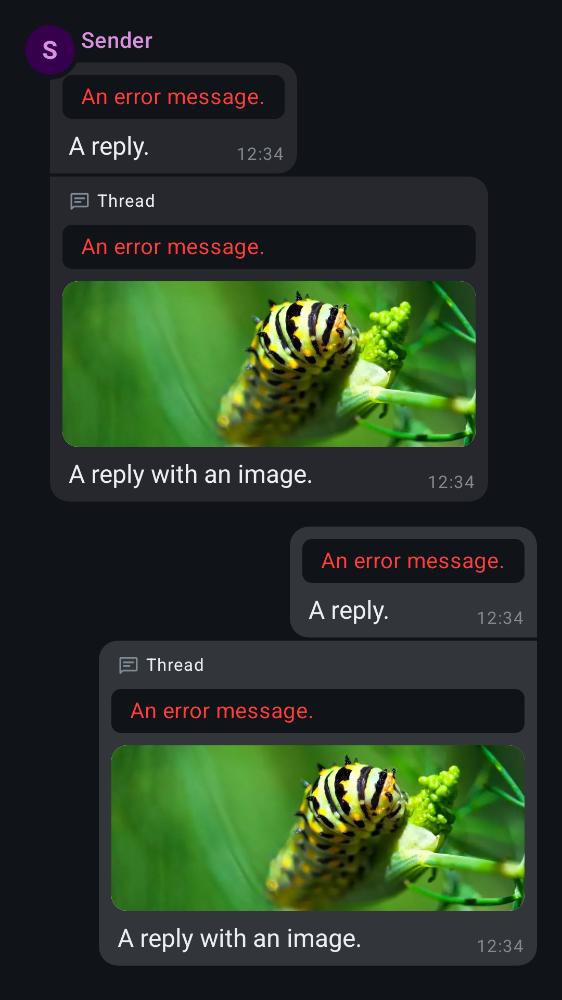 S
Sender
An error message.
A reply.
12:34
Thread
An error message.
A reply with an image.
12:34
An error message.
A reply.
12:34
Thread
An error message.
A reply with an image.
12:34